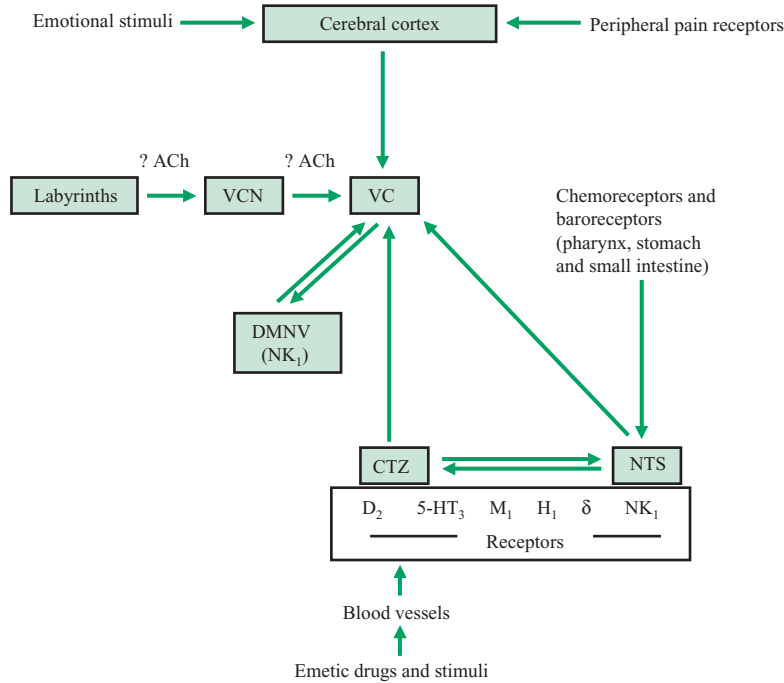 Emotional stimuli
Cerebral cortex
Peripheral pain receptors
? ACh
? ACh
Labyrinths
VCN
VC
Chemoreceptors and
baroreceptors
(pharynx, stomach
and small intestine)
DMNV
(NK₁)
CTZ
NTS
D₂ 5-HT₃ M₁ H₁ δ NK₁
Receptors
Blood vessels
Emetic drugs and stimuli